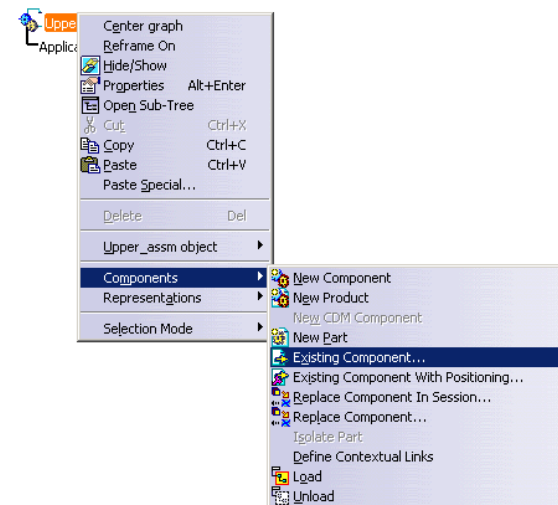 Uppe
Applica
Center graph
Reframe On
Hide/Show
Properties Alt+Enter
Open Sub-Tree
Cut Ctrl+X
Copy Ctrl+C
Paste Ctrl+V
Paste Special...
Delete Del
Upper_assm object
Components
Representations
Selection Mode
New Component
New Product
New CDM Component
New Part
Existing Component...
Existing Component With Positioning...
Replace Component In Session...
Replace Component...
Isolate Part
Define Contextual Links
Load
Unload